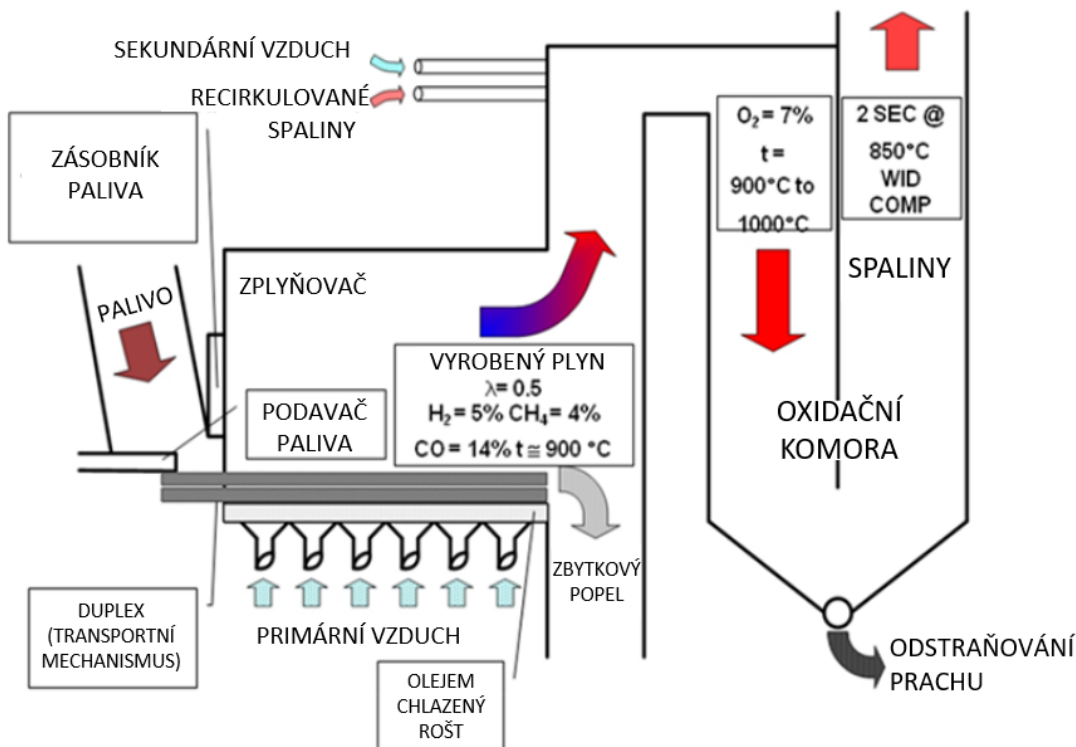 SEKUNDÁRNÍ VZDUCH
RECIRKULOVANÉ
SPALINY
ZÁSOBNÍK
PALIVA
O₂ = 7%
t =
900°C to
1000°C
2 SEC @
850°C
WID
COMP
SPALINY
ZPLYŇOVAČ
PALIVO
VYROBENÝ PLYN
λ= 0.5
H₂ = 5% CH₄ = 4%
CO = 14% t ≅ 900 °C
PODAVAČ
PALIVA
OXIDAČNÍ
KOMORA
ZBYTKOVÝ
POPEL
DUPLEX
(TRANSPORTNÍ
MECHANISMUS)
PRIMÁRNÍ VZDUCH
OLEJEM
CHLAZENÝ
ROŠT
ODSTRAŇOVÁNÍ
PRACHU